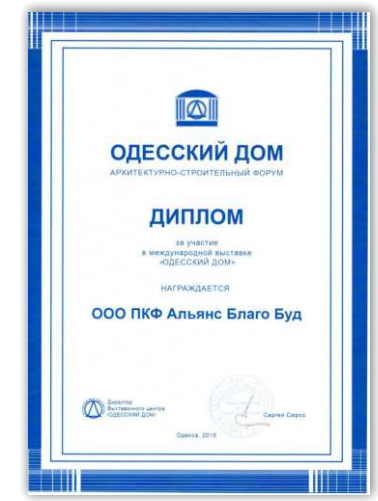 ОДЕССКИЙ ДОМ
АРХИТЕКТУРНО-СТРОИТЕЛЬНЫЙ ФОРУМ
ДИПЛОМ
за участие
в международной выставке
«ОДЕССКИЙ ДОМ»
НАГРАЖДАЕТСЯ
ООО ПКФ Альянс Благо Буд
Директор
Выставочного центра
«ОДЕССКИЙ ДОМ»
Сергей
Одесса, 2018